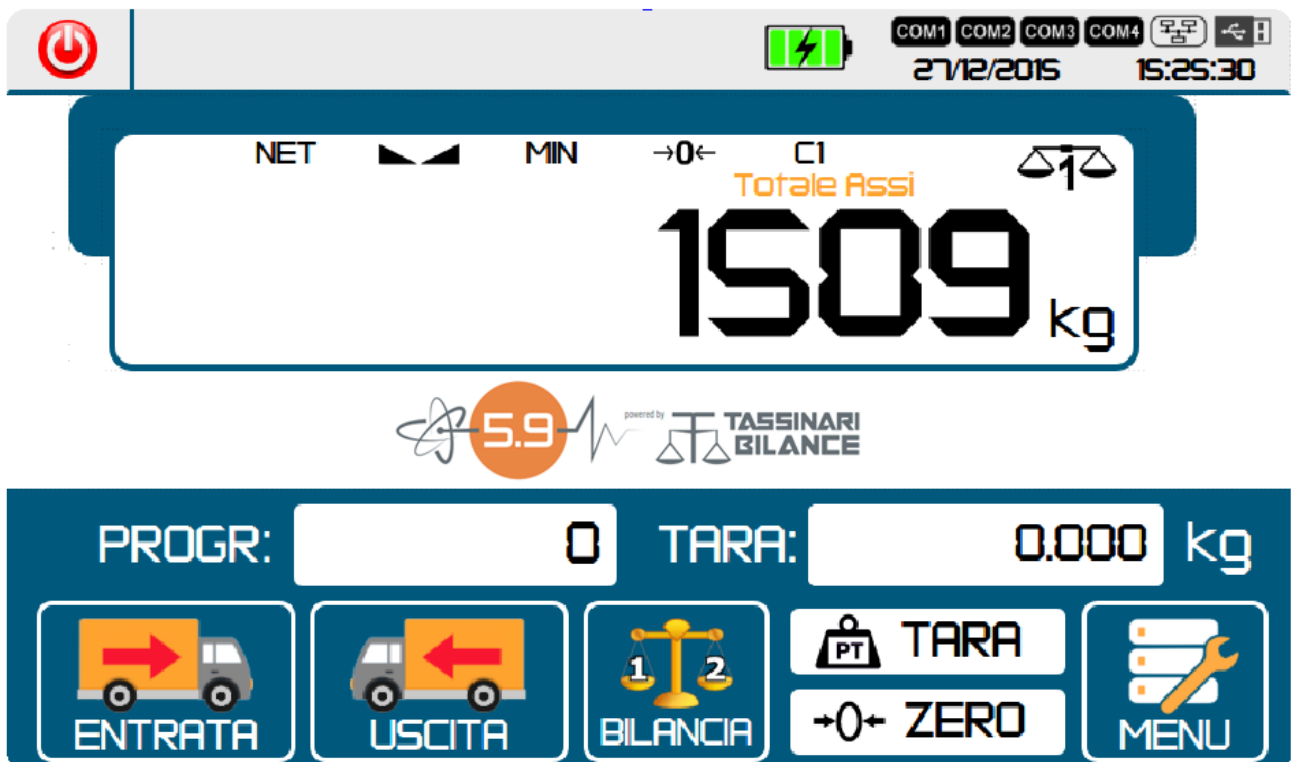 COM1 COM2 COM3 COM4
27/12/2015 15:25:30
NET MIN →0← C1
1
Totale Assi
1509 kg
5.9 powered by TASSINARI BILANCE
PROGR: 0 TARA: 0.000 kg
PT TARA
1 2
→0← ZERO
ENTRATA USCITA BILANCIA MENU